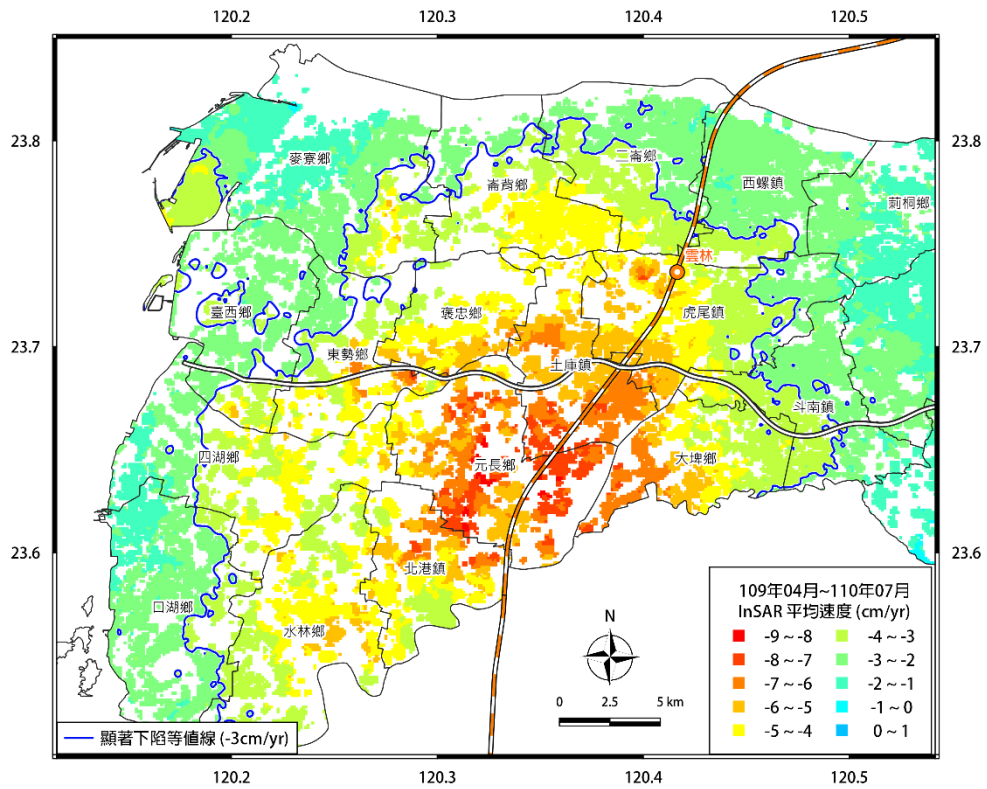 120.2 120.3 120.4 120.5
23.8 23.8
23.7 23.7
23.6 23.6
麥寮鄉
崙背鄉
二崙鄉
西螺鎮
莿桐鄉
雲林
臺西鄉
褒忠鄉
虎尾鎮
東勢鄉
土庫鎮
斗南鎮
四湖鄉
元長鄉
大埤鄉
北港鎮
口湖鄉
水林鄉
N
0 2.5 5 km
109年04月~110年07月
InSAR 平均速度 (cm/yr)
-9 ~ -8 -4 ~ -3
-8 ~ -7 -3 ~ -2
-7 ~ -6 -2 ~ -1
-6 ~ -5 -1 ~ 0
-5 ~ -4 0 ~ 1
顯著下陷等值線 (-3cm/yr)
120.2 120.3 120.4 120.5